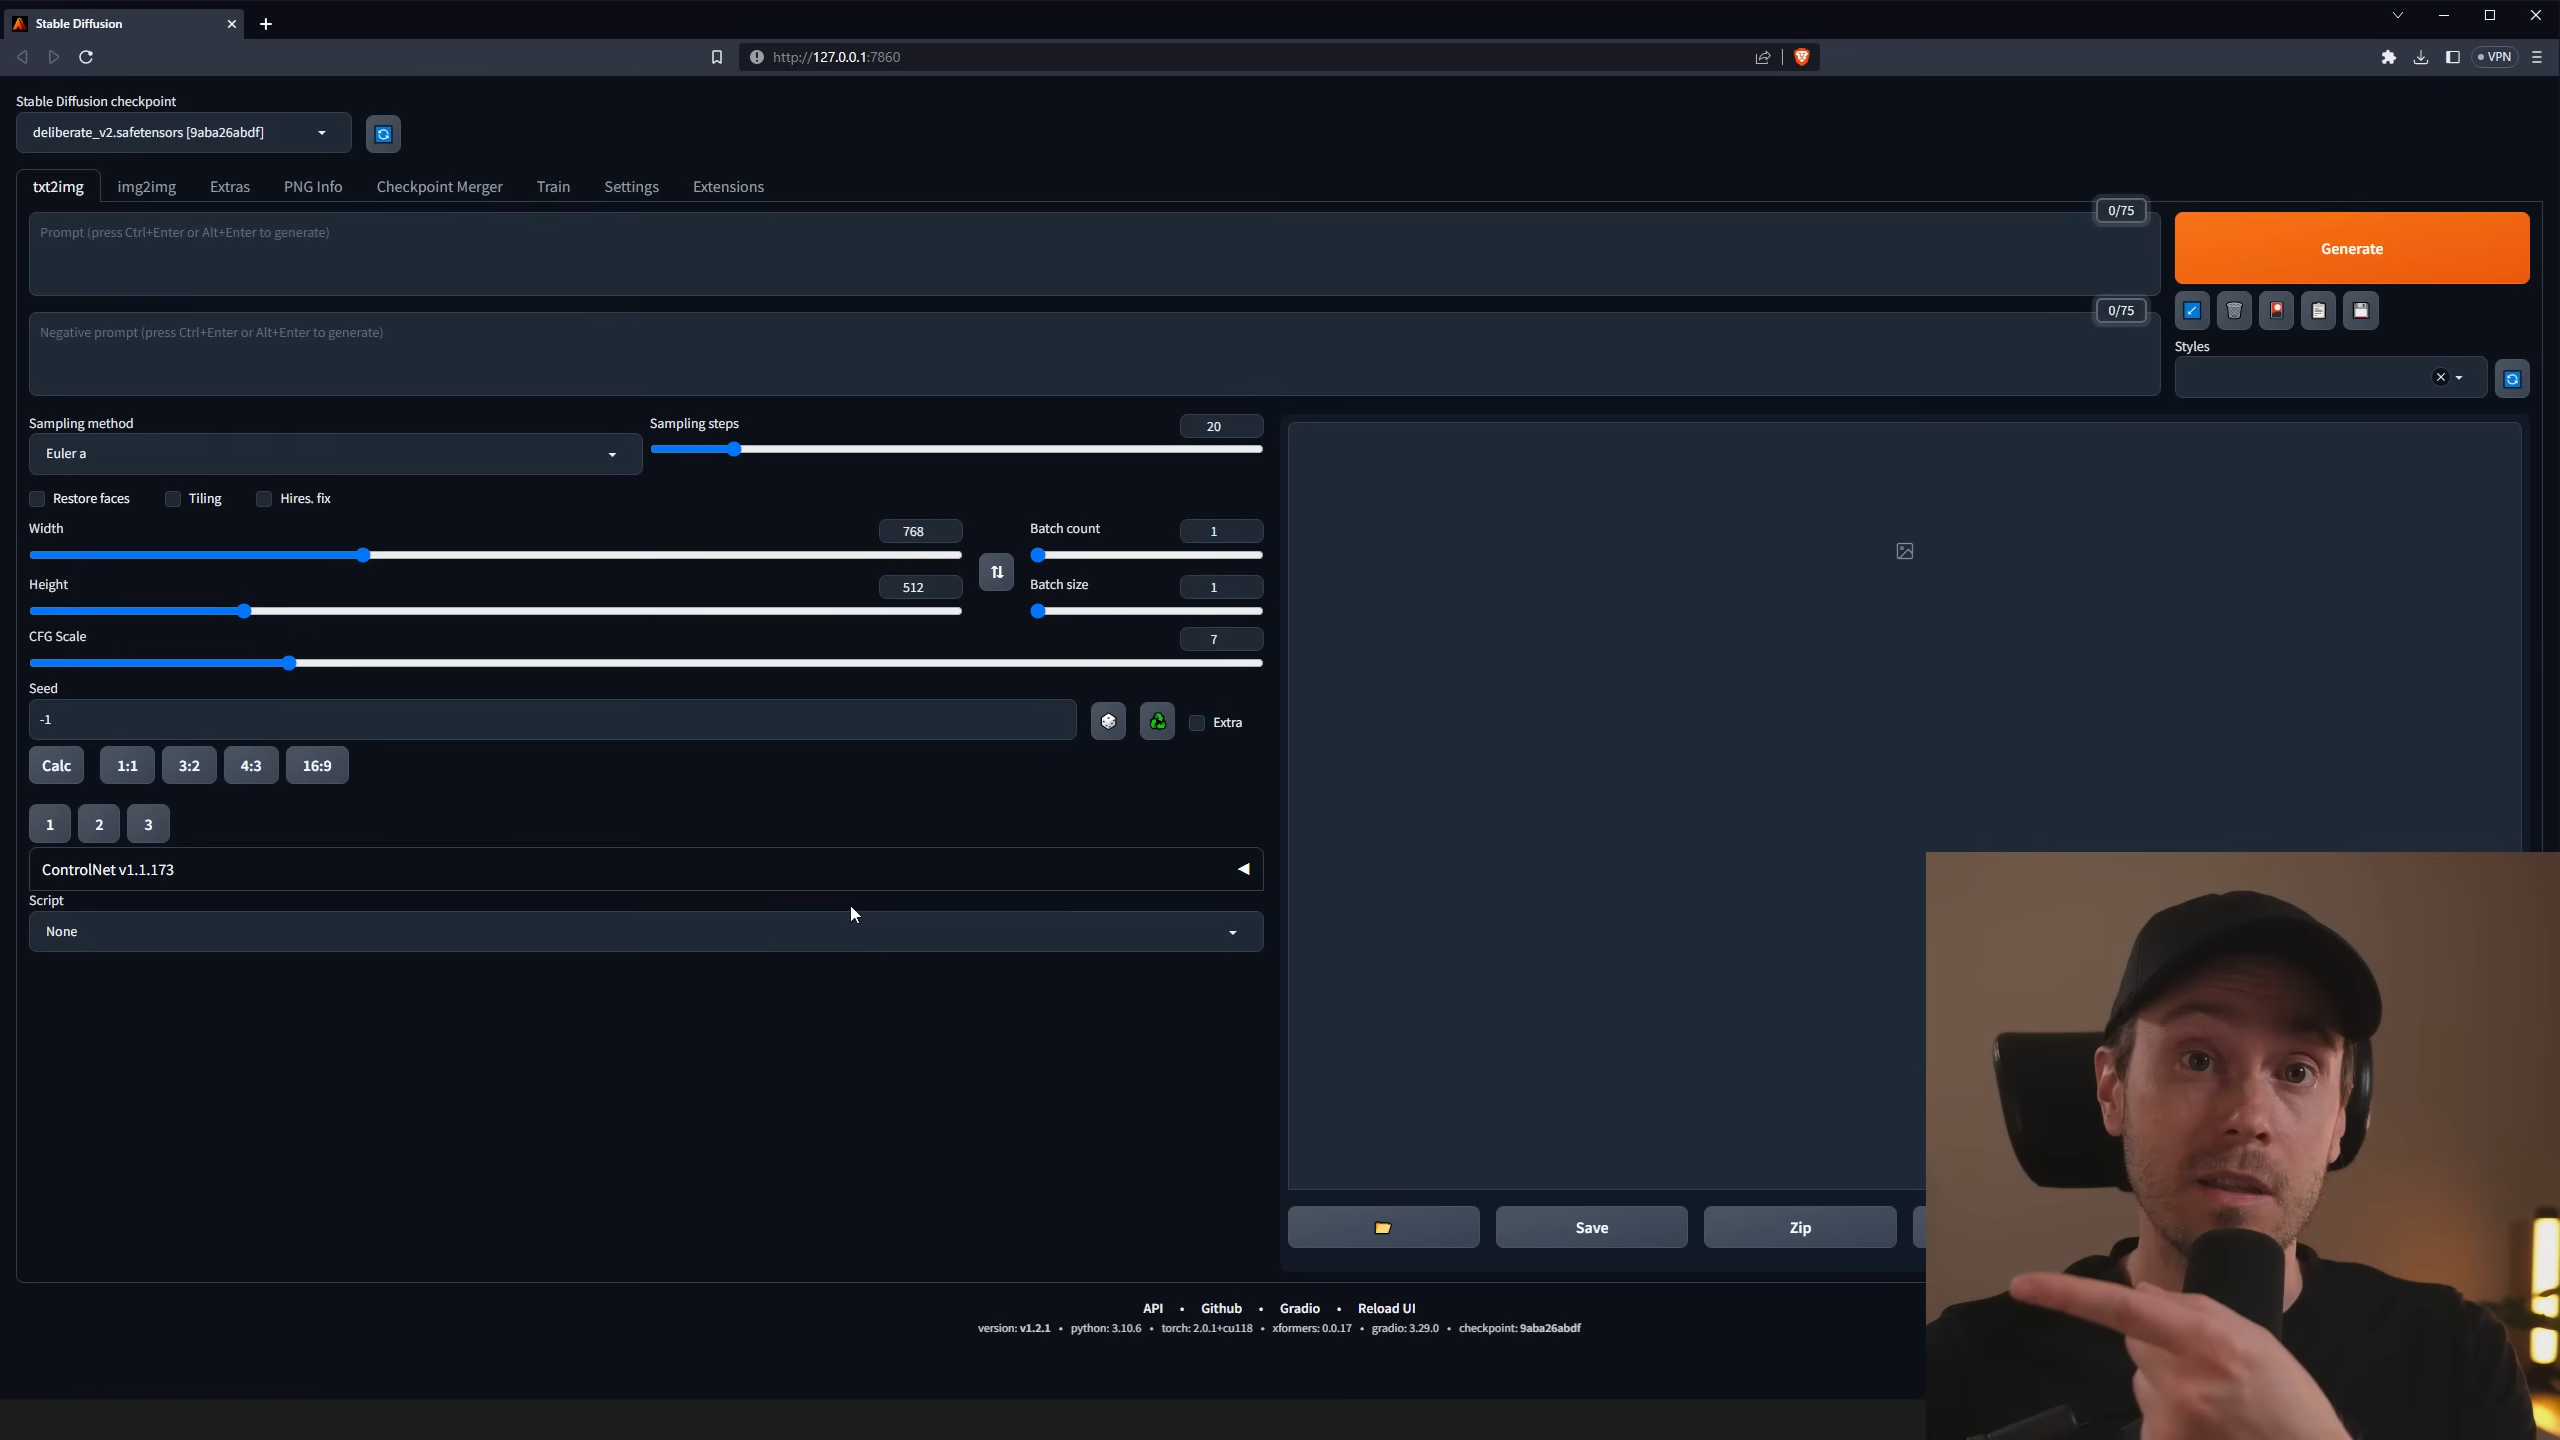 Stable Diffusion
http://127.0.0.1:7860
VPN
Stable Diffusion checkpoint
deliberate_v2.safetensors [9aba26abdf]
txt2img img2img Extras PNG Info Checkpoint Merger Train Settings Extensions
0/75
Prompt (press Ctrl+Enter or Alt+Enter to generate)
Generate
0/75
Negative prompt (press Ctrl+Enter or Alt+Enter to generate)
Styles
Sampling method
Euler a
Sampling steps
20
Restore faces Tiling Hires. fix
Width
768
Batch count
1
Height
512
Batch size
1
CFG Scale
7
Seed
-1
Extra
Calc 1:1 3:2 4:3 16:9
1 2 3
ControlNet v1.1.173
Script
None
Save Zip
API • Github • Gradio • Reload UI
version: v1.2.1 • python: 3.10.6 • torch: 2.0.1+cu118 • xformers: 0.0.17 • gradio: 3.29.0 • checkpoint: 9aba26abdf